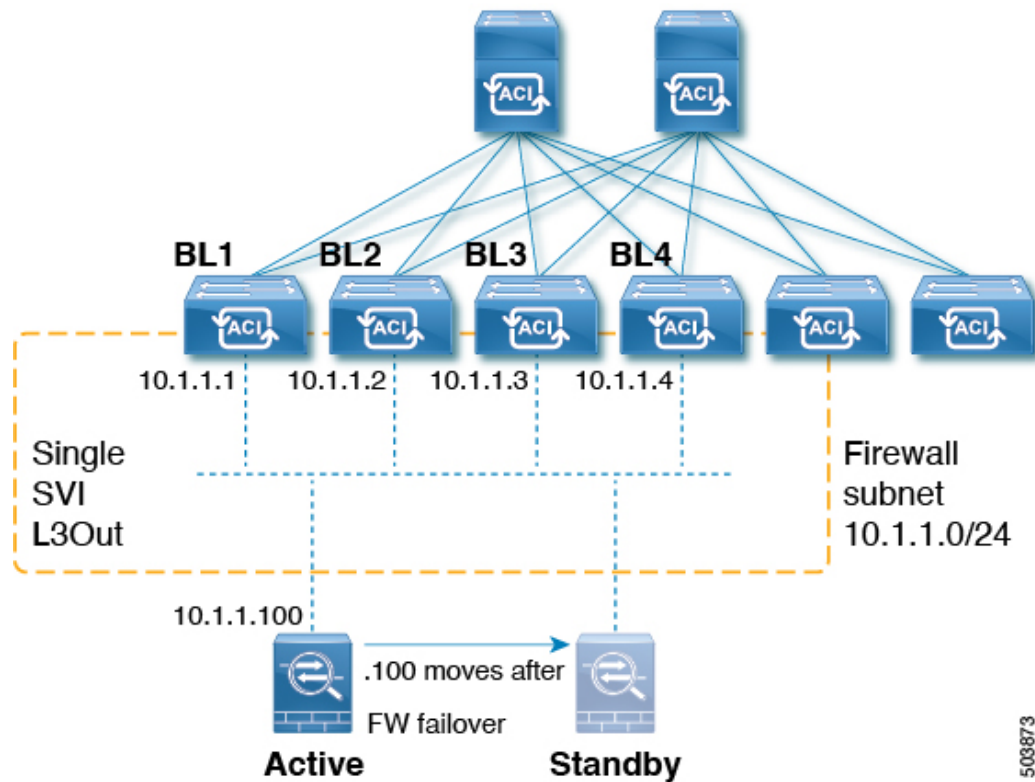 ACI ACI
BL1 BL2 BL3 BL4
ACI ACI ACI ACI ACI ACI
10.1.1.1 10.1.1.2 10.1.1.3 10.1.1.4
Single
SVI
L3Out
Firewall
subnet
10.1.1.0/24
10.1.1.100
.100 moves after
FW failover
Active Standby
503873